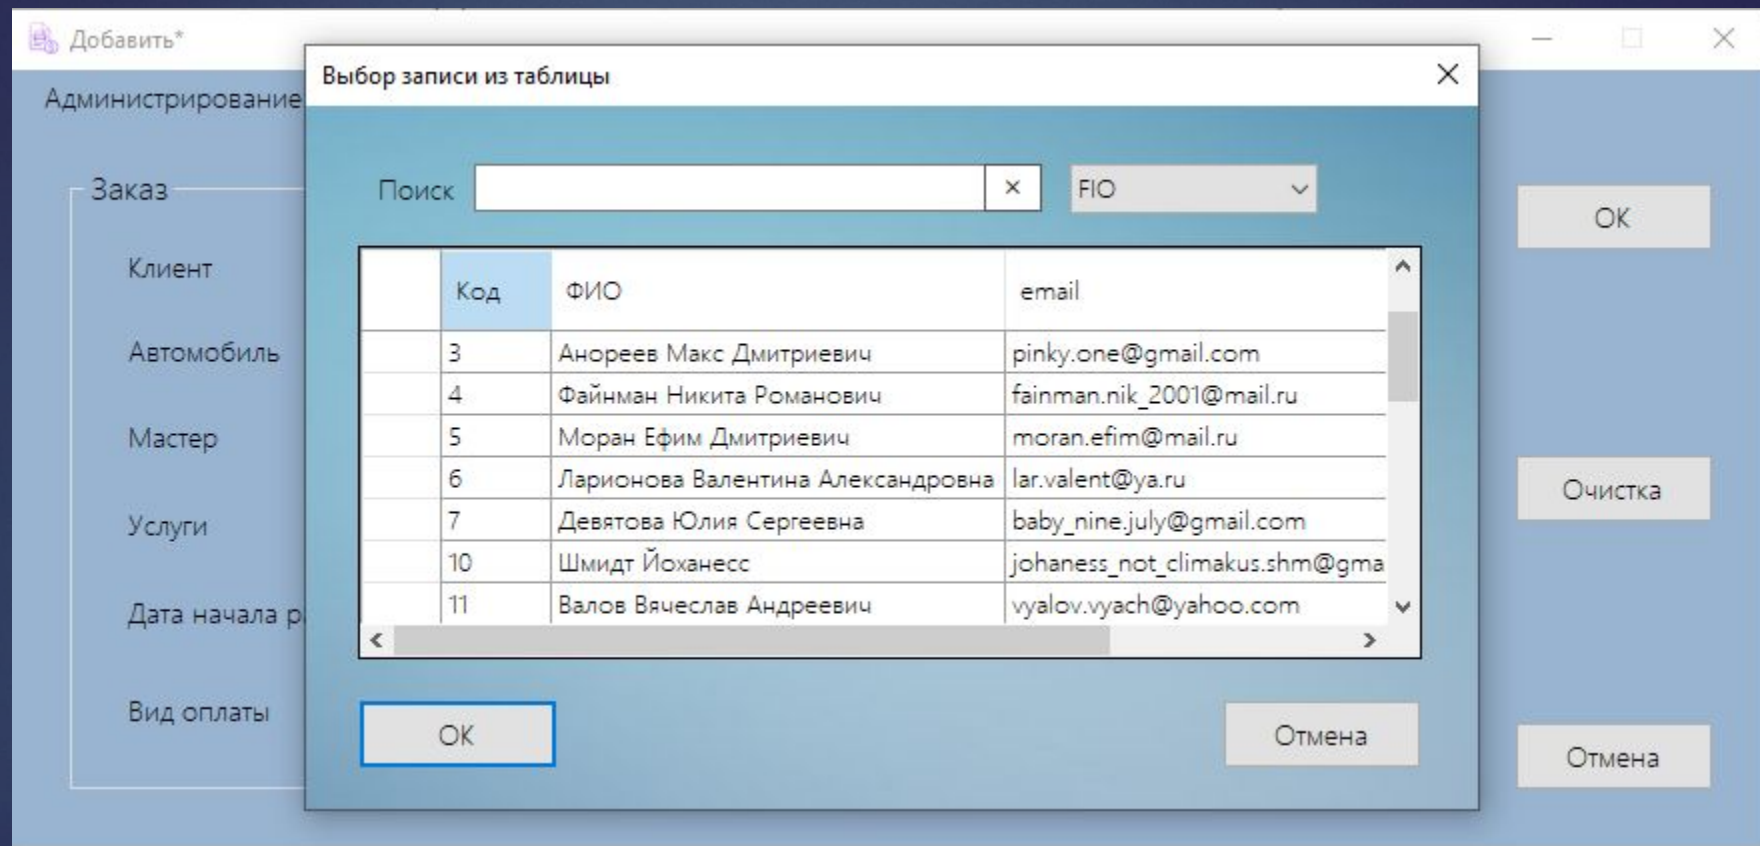 Добавить*
Выбор записи из таблицы
Администрирование
Поиск
FIO
Заказ
Клиент
Автомобиль
Мастер
Услуги
Дата начала р
Вид оплаты
Код ФИО email
3 Анореев Макс Дмитриевич pinky.one@gmail.com
4 Файнман Никита Романович fainman.nik_2001@mail.ru
5 Моран Ефим Дмитриевич moran.efim@mail.ru
6 Ларионова Валентина Александровна lar.valent@ya.ru
7 Девятова Юлия Сергеевна baby_nine.july@gmail.com
10 Шмидт Йоханесс johaness_not_climakus.shm@gma
11 Валов Вячеслав Андреевич vyalov.vyach@yahoo.com
ОК
Отмена
ОК
Очистка
Отмена